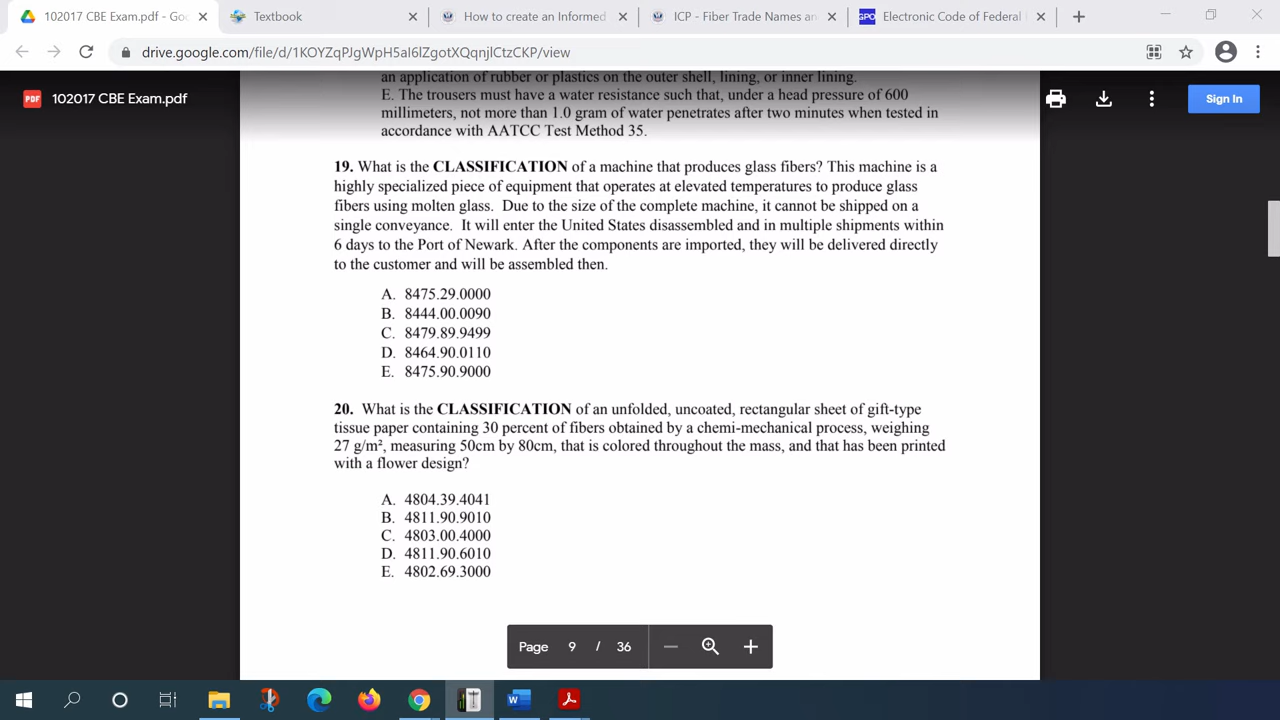 102017 CBE Exam.pdf - Goo
Textbook
How to create an Informed
ICP - Fiber Trade Names an
GPO
Electronic Code of Federal
drive.google.com/file/d/1KOYZqPJgWpH5aI6lZgotXQqnjlCtzCKP/view
PDF
102017 CBE Exam.pdf
Sign In
an application of rubber or plastics on the outer shell, lining, or inner lining.
E. The trousers must have a water resistance such that, under a head pressure of 600
millimeters, not more than 1.0 gram of water penetrates after two minutes when tested in
accordance with AATCC Test Method 35.
19. What is the CLASSIFICATION of a machine that produces glass fibers? This machine is a
highly specialized piece of equipment that operates at elevated temperatures to produce glass
fibers using molten glass. Due to the size of the complete machine, it cannot be shipped on a
single conveyance. It will enter the United States disassembled and in multiple shipments within
6 days to the Port of Newark. After the components are imported, they will be delivered directly
to the customer and will be assembled then.
A. 8475.29.0000
B. 8444.00.0090
C. 8479.89.9499
D. 8464.90.0110
E. 8475.90.9000
20. What is the CLASSIFICATION of an unfolded, uncoated, rectangular sheet of gift-type
tissue paper containing 30 percent of fibers obtained by a chemi-mechanical process, weighing
27 g/m², measuring 50cm by 80cm, that is colored throughout the mass, and that has been printed
with a flower design?
A. 4804.39.4041
B. 4811.90.9010
C. 4803.00.4000
D. 4811.90.6010
E. 4802.69.3000
Page 9 / 36